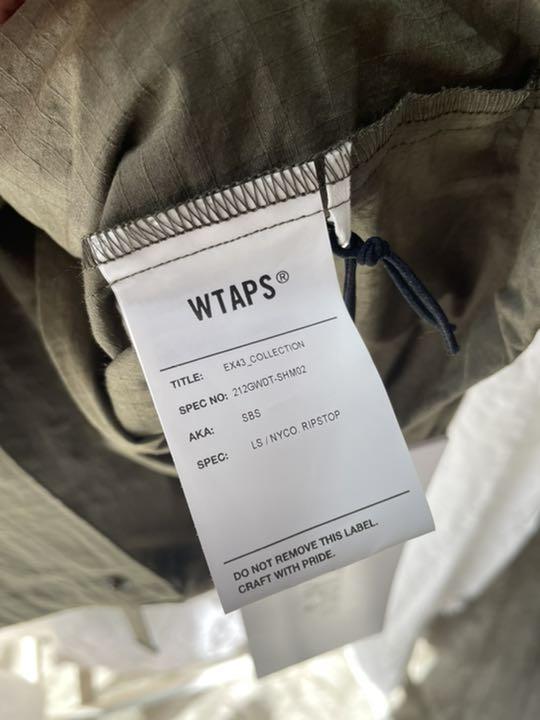 WTAPS®
TITLE: EX43_COLLECTION
SPEC NO: 212GWDT-SHM02
AKA: SBS
SPEC: LS / NYCO. RIPSTOP
DO NOT REMOVE THIS LABEL.
CRAFT WITH PRIDE.